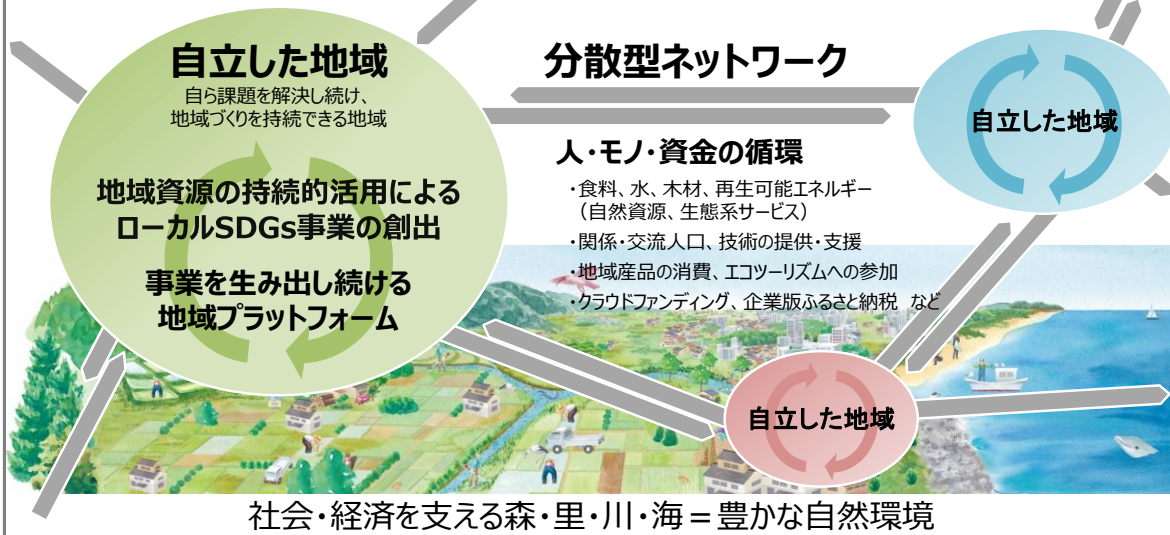 自立した地域
自ら課題を解決し続け、
地域づくりを持続できる地域
地域資源の持続的活用による
ローカルSDGs事業の創出
事業を生み出し続ける
地域プラットフォーム
分散型ネットワーク
人・モノ・資金の循環
・食料、水、木材、再生可能エネルギー
（自然資源、生態系サービス）
・関係・交流人口、技術の提供・支援
・地域産品の消費、エコツーリズムへの参加
・クラウドファンディング、企業版ふるさと納税　など
自立した地域
自立した地域
社会・経済を支える森・里・川・海＝豊かな自然環境